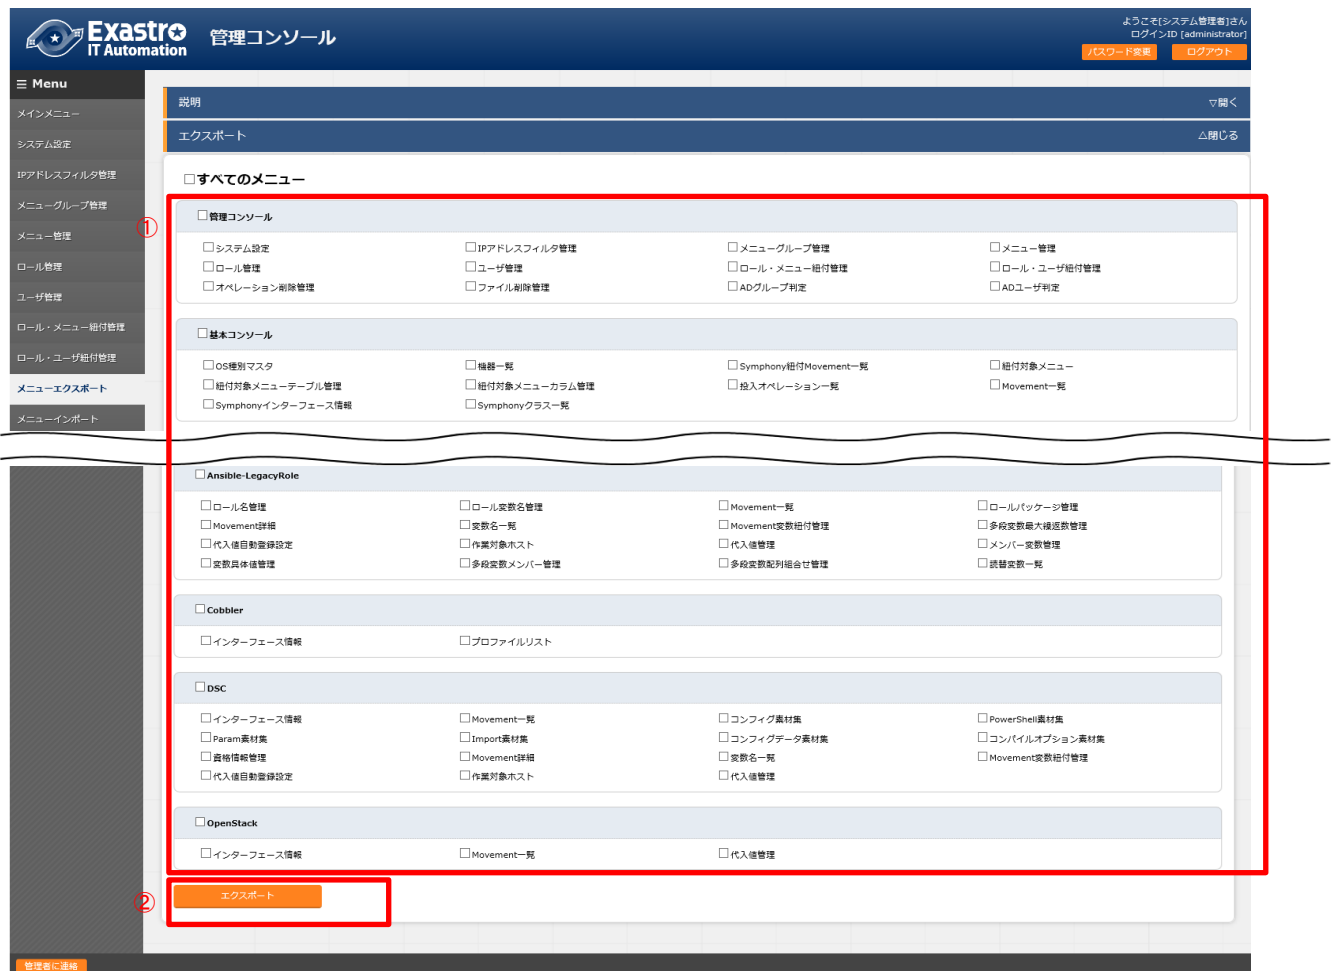 Exastro
IT Automation
管理コンソール
ようこそ[システム管理者]さん
ログインID [administrator]
パスワード変更 ログアウト
☰ Menu
メインメニュー
システム設定
IPアドレスフィルタ管理
メニューグループ管理
メニュー管理
ロール管理
ユーザ管理
ロール・メニュー紐付管理
ロール・ユーザ紐付管理
メニューエクスポート
メニューインポート
説明 ▽開く
エクスポート △閉じる
すべてのメニュー
①
管理コンソール
システム設定 IPアドレスフィルタ管理 メニューグループ管理 メニュー管理
ロール管理 ユーザ管理 ロール・メニュー紐付管理 ロール・ユーザ紐付管理
オペレーション削除管理 ファイル削除管理 ADグループ判定 ADユーザ判定
基本コンソール
OS種別マスタ 機器一覧 Symphony紐付Movement一覧 紐付対象メニュー
紐付対象メニューテーブル管理 紐付対象メニューカラム管理 投入オペレーション一覧 Movement一覧
Symphonyインターフェース情報 Symphonyクラス一覧
Ansible-LegacyRole
ロール名管理 ロール変数名管理 Movement一覧 ロールパッケージ管理
Movement詳細 変数名一覧 Movement変数紐付管理 多段変数最大繰返数管理
代入値自動登録設定 作業対象ホスト 代入値管理 メンバー変数管理
変数具体値管理 多段変数メンバー管理 多段変数配列組合せ管理 読替変数一覧
Cobbler
インターフェース情報 プロファイルリスト
DSC
インターフェース情報 Movement一覧 コンフィグ素材集 PowerShell素材集
Param素材集 Import素材集 コンフィグデータ素材集 コンパイルオプション素材集
資格情報管理 Movement詳細 変数名一覧 Movement変数紐付管理
代入値自動登録設定 作業対象ホスト 代入値管理
OpenStack
インターフェース情報 Movement一覧 代入値管理
②
エクスポート
管理者に連絡